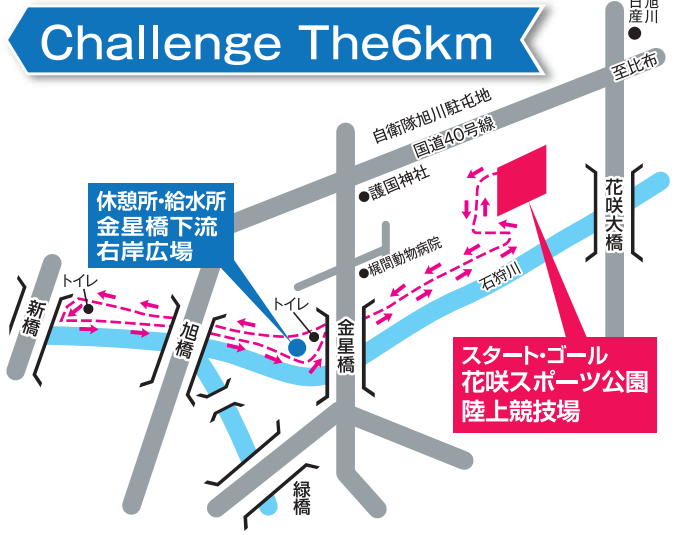 Challenge The6km
旭川
日産
至比布
自衛隊旭川駐屯地
国道40号線
護国神社
花咲大橋
休憩所・給水所
金星橋下流
右岸広場
梶間動物病院
石狩川
トイレ
新橋
旭橋
トイレ
金星橋
スタート・ゴール
花咲スポーツ公園
陸上競技場
緑橋